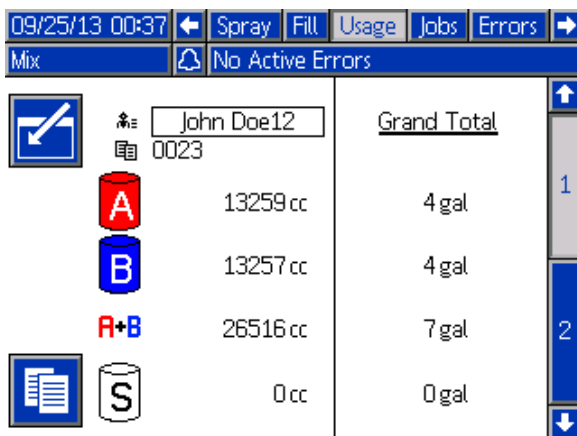 09/25/13 00:37 Spray Fill Usage Jobs Errors
Mix No Active Errors
John Doe12 Grand Total
0023
A 13259 cc 4 gal
1
B 13257 cc 4 gal
A+B 26516 cc 7 gal
2
S 0 cc 0 gal